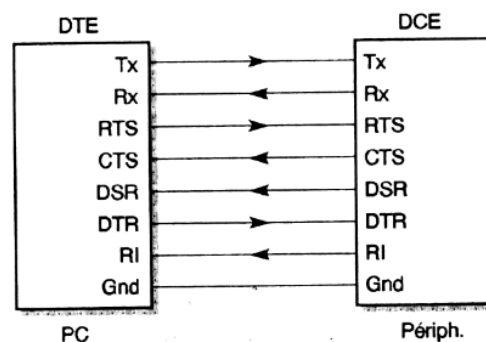 DTE DCE
Tx Tx
Rx Rx
RTS RTS
CTS CTS
DSR DSR
DTR DTR
RI RI
Gnd Gnd
PC Périph.